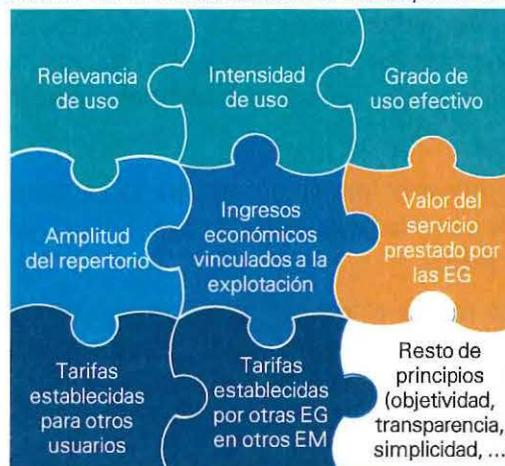 Relevancia
de uso
Intensidad
de uso
Grado de
uso efectivo
Amplitud
del repertorio
Ingresos
económicos
vinculados a la
explotación
Valor del
servicio
prestado por
las EG
Tarifas
establecidas
para otros
usuarios
Tarifas
establecidas
por otras EG
en otros EM
Resto de
principios
(objetividad,
transparencia,
simplicidad, ...